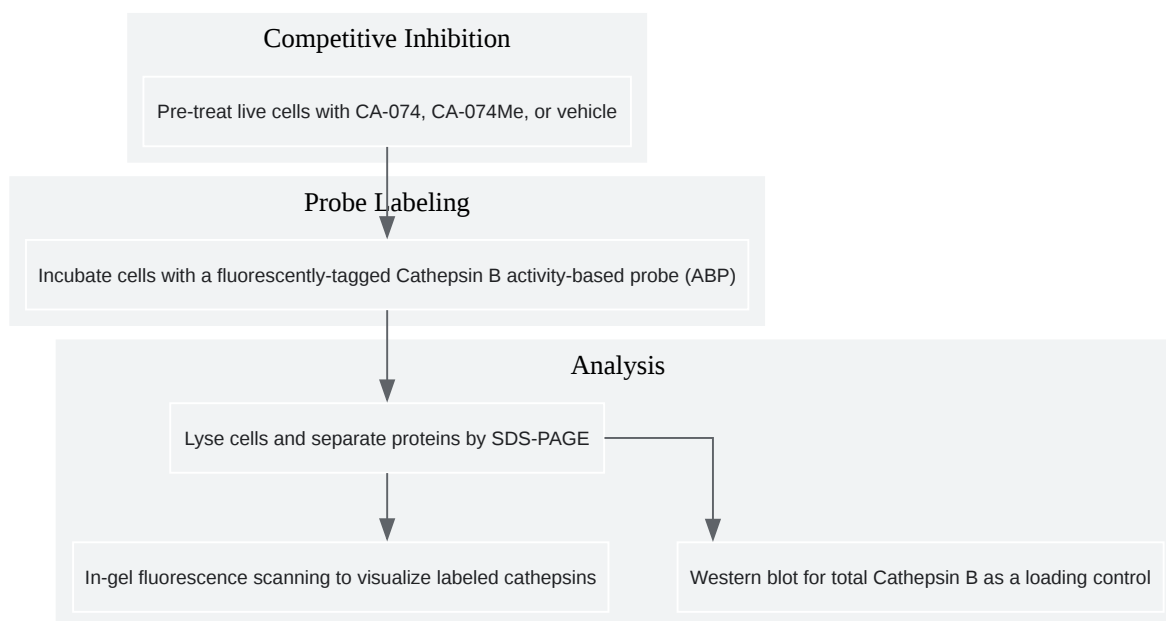 Competitive Inhibition
Pre-treat live cells with CA-074, CA-074Me, or vehicle
Probe Labeling
Incubate cells with a fluorescently-tagged Cathepsin B activity-based probe (ABP)
Analysis
Lyse cells and separate proteins by SDS-PAGE
In-gel fluorescence scanning to visualize labeled cathepsins
Western blot for total Cathepsin B as a loading control